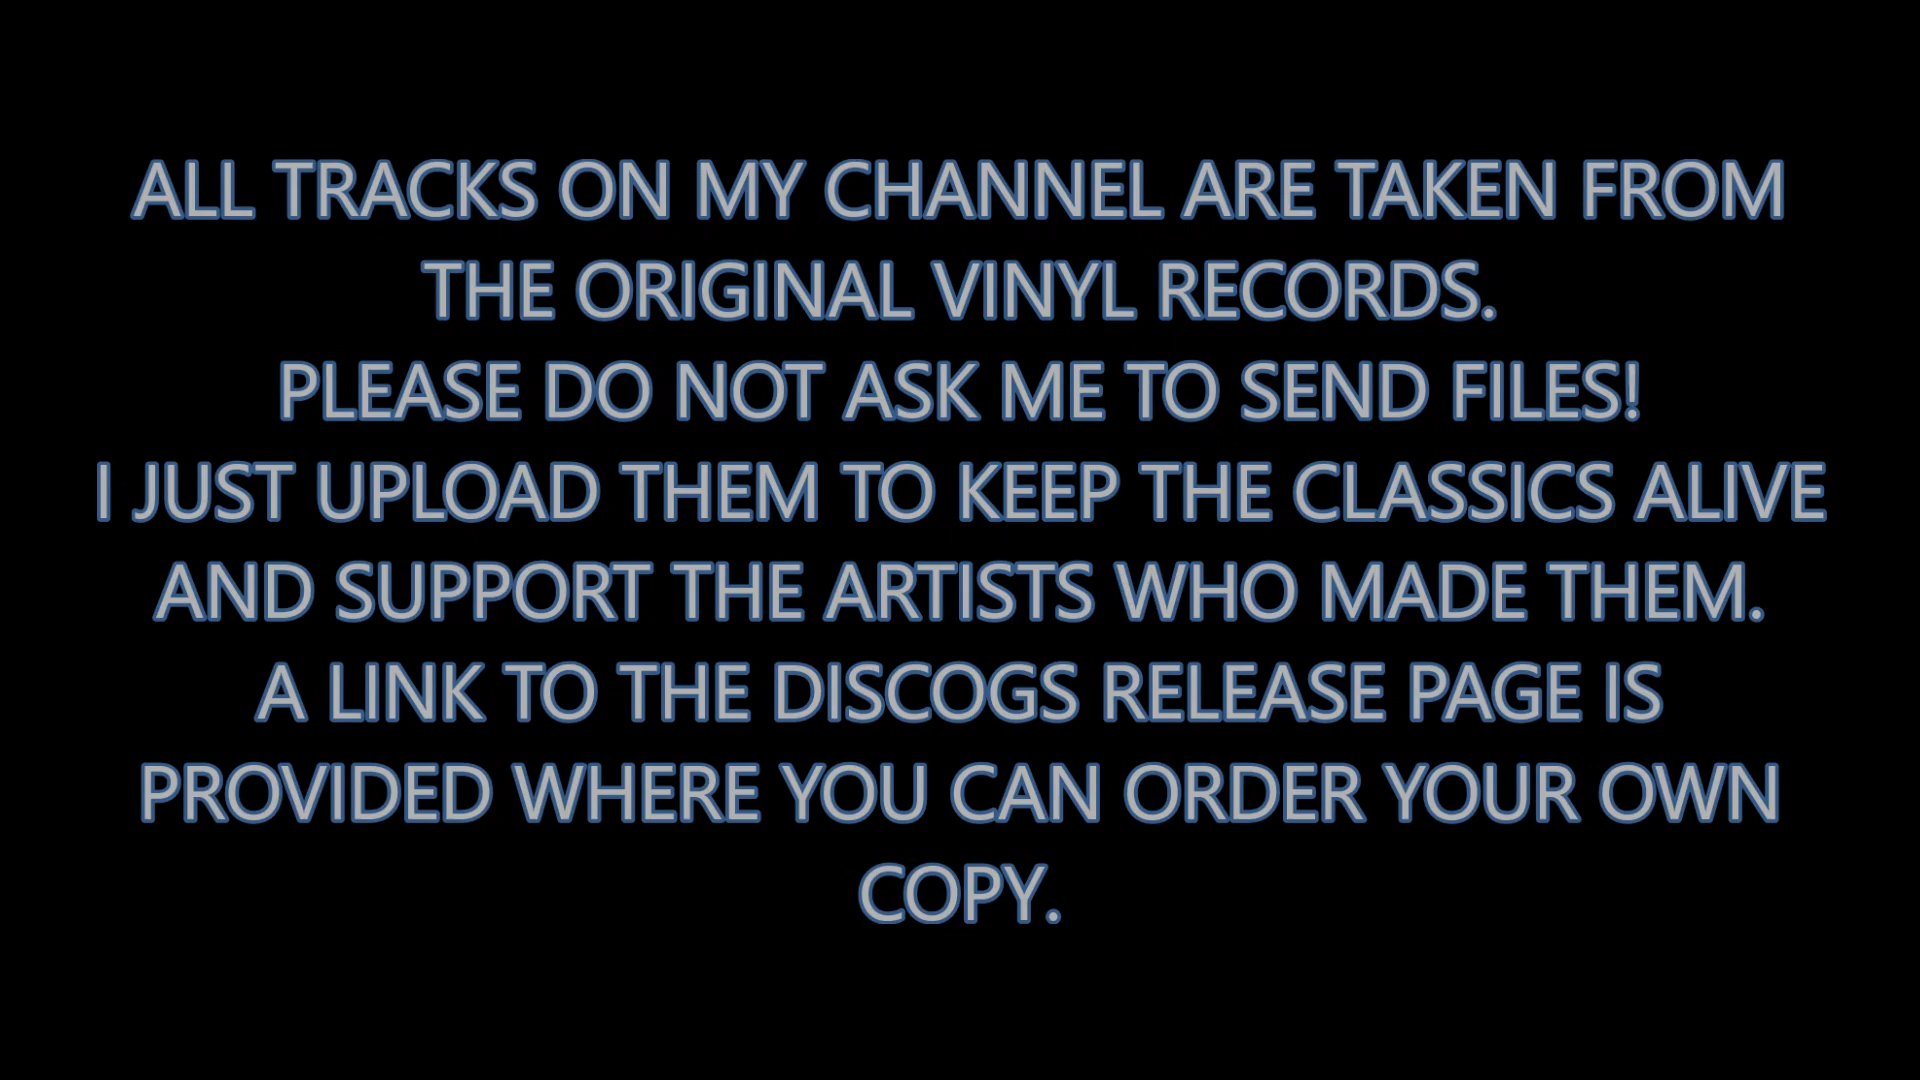 ALL TRACKS ON MY CHANNEL ARE TAKEN FROM
THE ORIGINAL VINYL RECORDS.
PLEASE DO NOT ASK ME TO SEND FILES!
I JUST UPLOAD THEM TO KEEP THE CLASSICS ALIVE
AND SUPPORT THE ARTISTS WHO MADE THEM.
A LINK TO THE DISCOGS RELEASE PAGE IS
PROVIDED WHERE YOU CAN ORDER YOUR OWN
COPY.